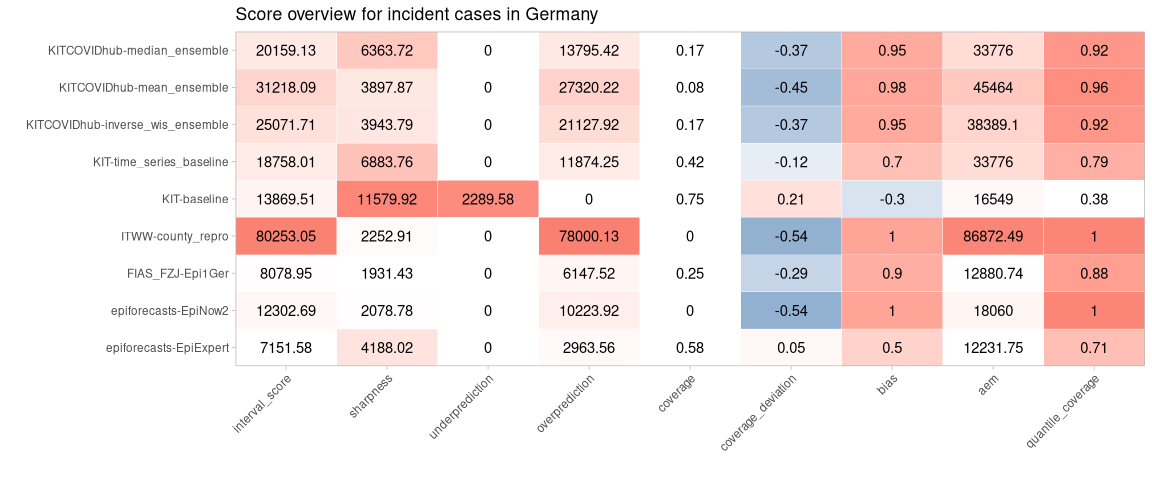 Score overview for incident cases in Germany
KITCOVIDhub-median_ensemble 20159.13 6363.72 0 13795.42 0.17 -0.37 0.95 33776 0.92
KITCOVIDhub-mean_ensemble 31218.09 3897.87 0 27320.22 0.08 -0.45 0.98 45464 0.96
KITCOVIDhub-inverse_wis_ensemble 25071.71 3943.79 0 21127.92 0.17 -0.37 0.95 38389.1 0.92
KIT-time_series_baseline 18758.01 6883.76 0 11874.25 0.42 -0.12 0.7 33776 0.79
KIT-baseline 13869.51 11579.92 2289.58 0 0.75 0.21 -0.3 16549 0.38
ITWW-county_repro 80253.05 2252.91 0 78000.13 0 -0.54 1 86872.49 1
FIAS_FZJ-Epi1Ger 8078.95 1931.43 0 6147.52 0.25 -0.29 0.9 12880.74 0.88
epiforecasts-EpiNow2 12302.69 2078.78 0 10223.92 0 -0.54 1 18060 1
epiforecasts-EpiExpert 7151.58 4188.02 0 2963.56 0.58 0.05 0.5 12231.75 0.71
interval_score sharpness underprediction overprediction coverage coverage_deviation bias aem quantile_coverage